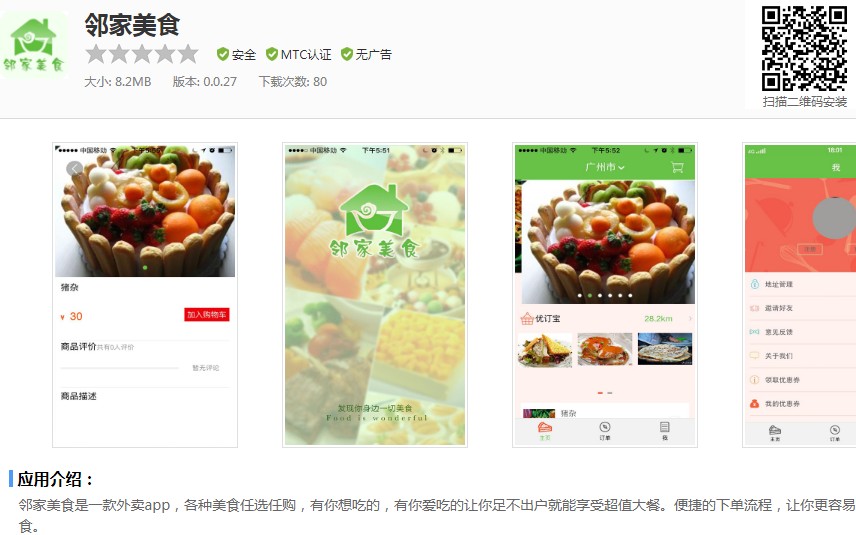 邻家美食
邻家美食
安全 MTC认证 无广告
大小: 8.2MB 版本: 0.0.27 下载次数: 80
扫描二维码安装
中国移动
猪杂
¥ 30
加入购物车
商品评价共有0人评价
暂无评论
商品描述
中国移动 下午5:51
邻家美食
发现你身边一切美食
Food is wonderful
中国移动 下午5:52
广州市
优订宝 28.2km
猪杂
主页 订单 我
18:01
我
地址管理
邀请好友
意见反馈
关于我们
领取优惠券
我的优惠券
主页 订单
应用介绍：
邻家美食是一款外卖app，各种美食任选任购，有你想吃的，有你爱吃的让你足不出户就能享受超值大餐。便捷的下单流程，让你更容易
食。